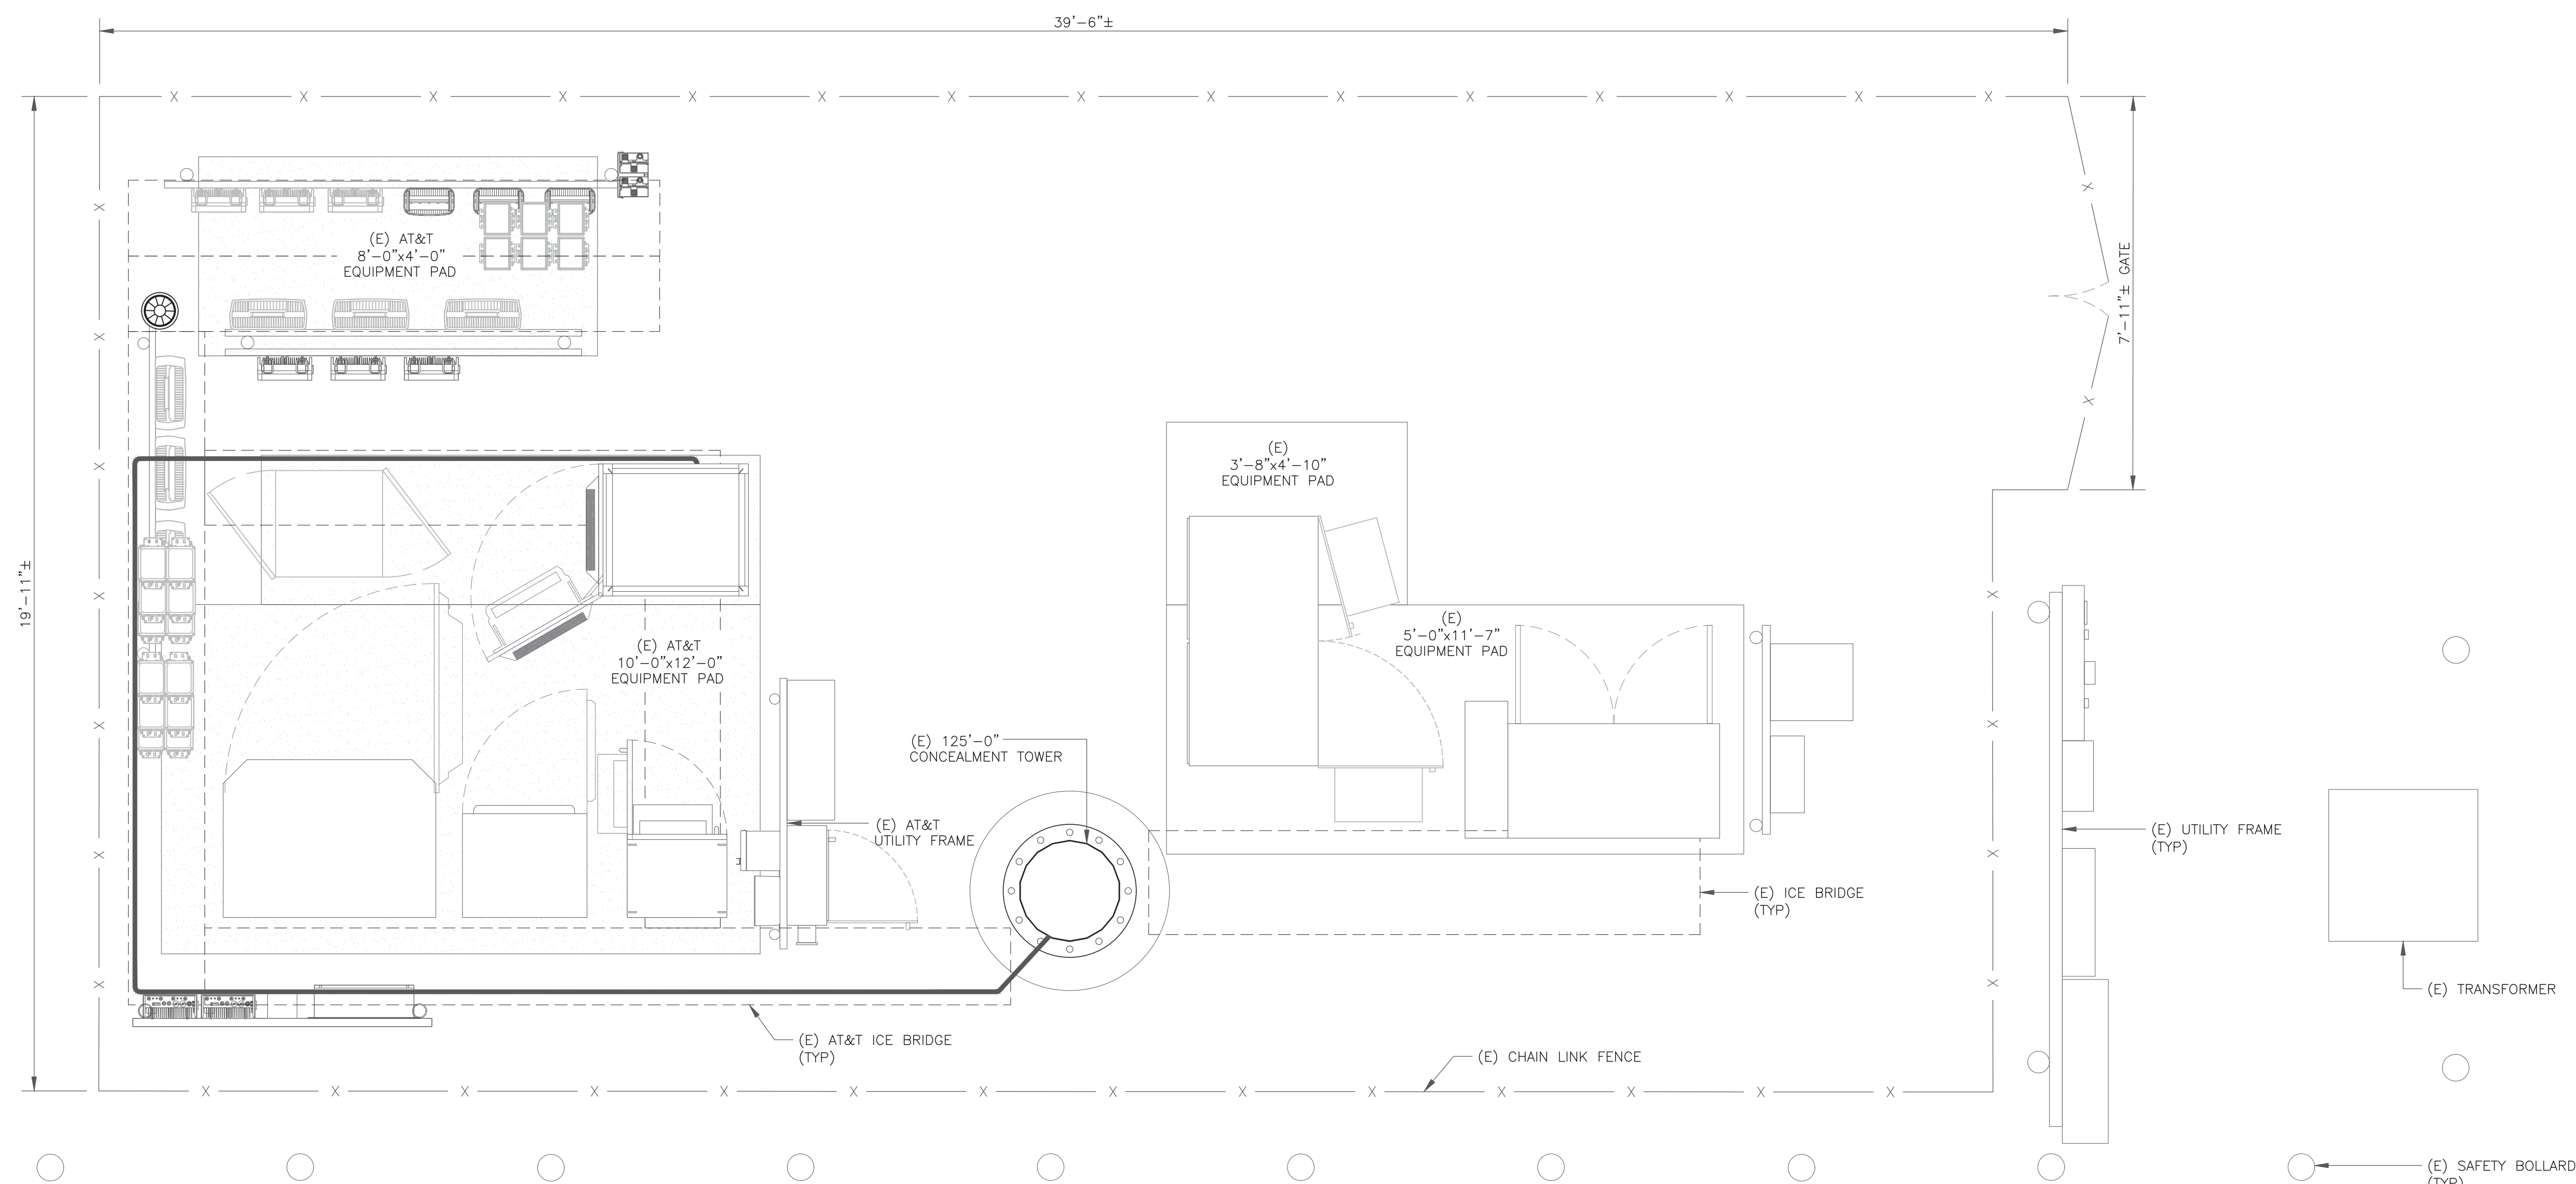 39'-6"±
(E) AT&T
8'-0"x4'-0"
EQUIPMENT PAD
7'-11"± GATE
19'-11"±
(E)
3'-8"x4'-10"
EQUIPMENT PAD
(E) AT&T
10'-0"x12'-0"
EQUIPMENT PAD
(E)
5'-0"x11'-7"
EQUIPMENT PAD
(E) 125'-0"
CONCEALMENT TOWER
(E) AT&T
UTILITY FRAME
(E) UTILITY FRAME
(TYP)
(E) ICE BRIDGE
(TYP)
(E) TRANSFORMER
(E) AT&T ICE BRIDGE
(TYP)
(E) CHAIN LINK FENCE
(E) SAFETY BOLLARD
(TYP)